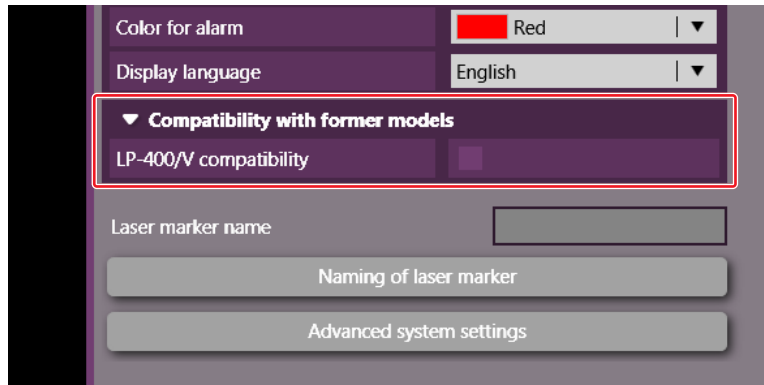 Color for alarm Red
Display language English
Compatibility with former models
LP-400/V compatibility
Laser marker name
Naming of laser marker
Advanced system settings